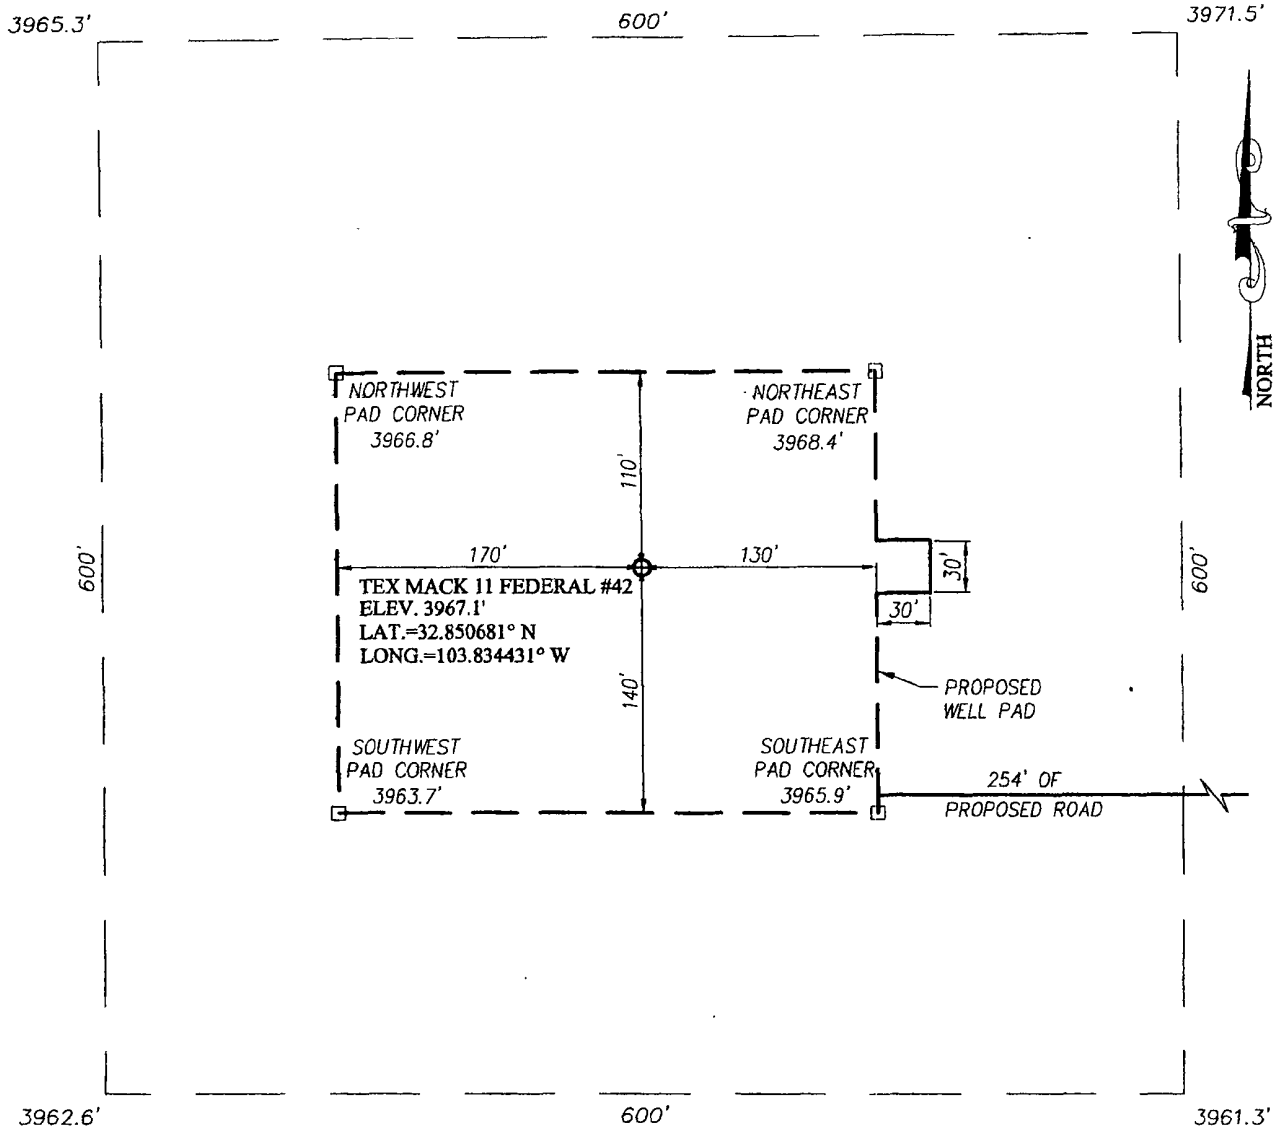 3965.3'
600'
3971.5'
NORTH
NORTHWEST
PAD CORNER
3966.8'
NORTHEAST
PAD CORNER
3968.4'
110'
600'
170'
130'
30'
600'
TEX MACK 11 FEDERAL #42
ELEV. 3967.1'
LAT.=32.850681° N
LONG.=103.834431° W
30'
140'
PROPOSED
WELL PAD
SOUTHWEST
PAD CORNER
3963.7'
SOUTHEAST
PAD CORNER
3965.9'
254' OF
PROPOSED ROAD
3962.6'
600'
3961.3'